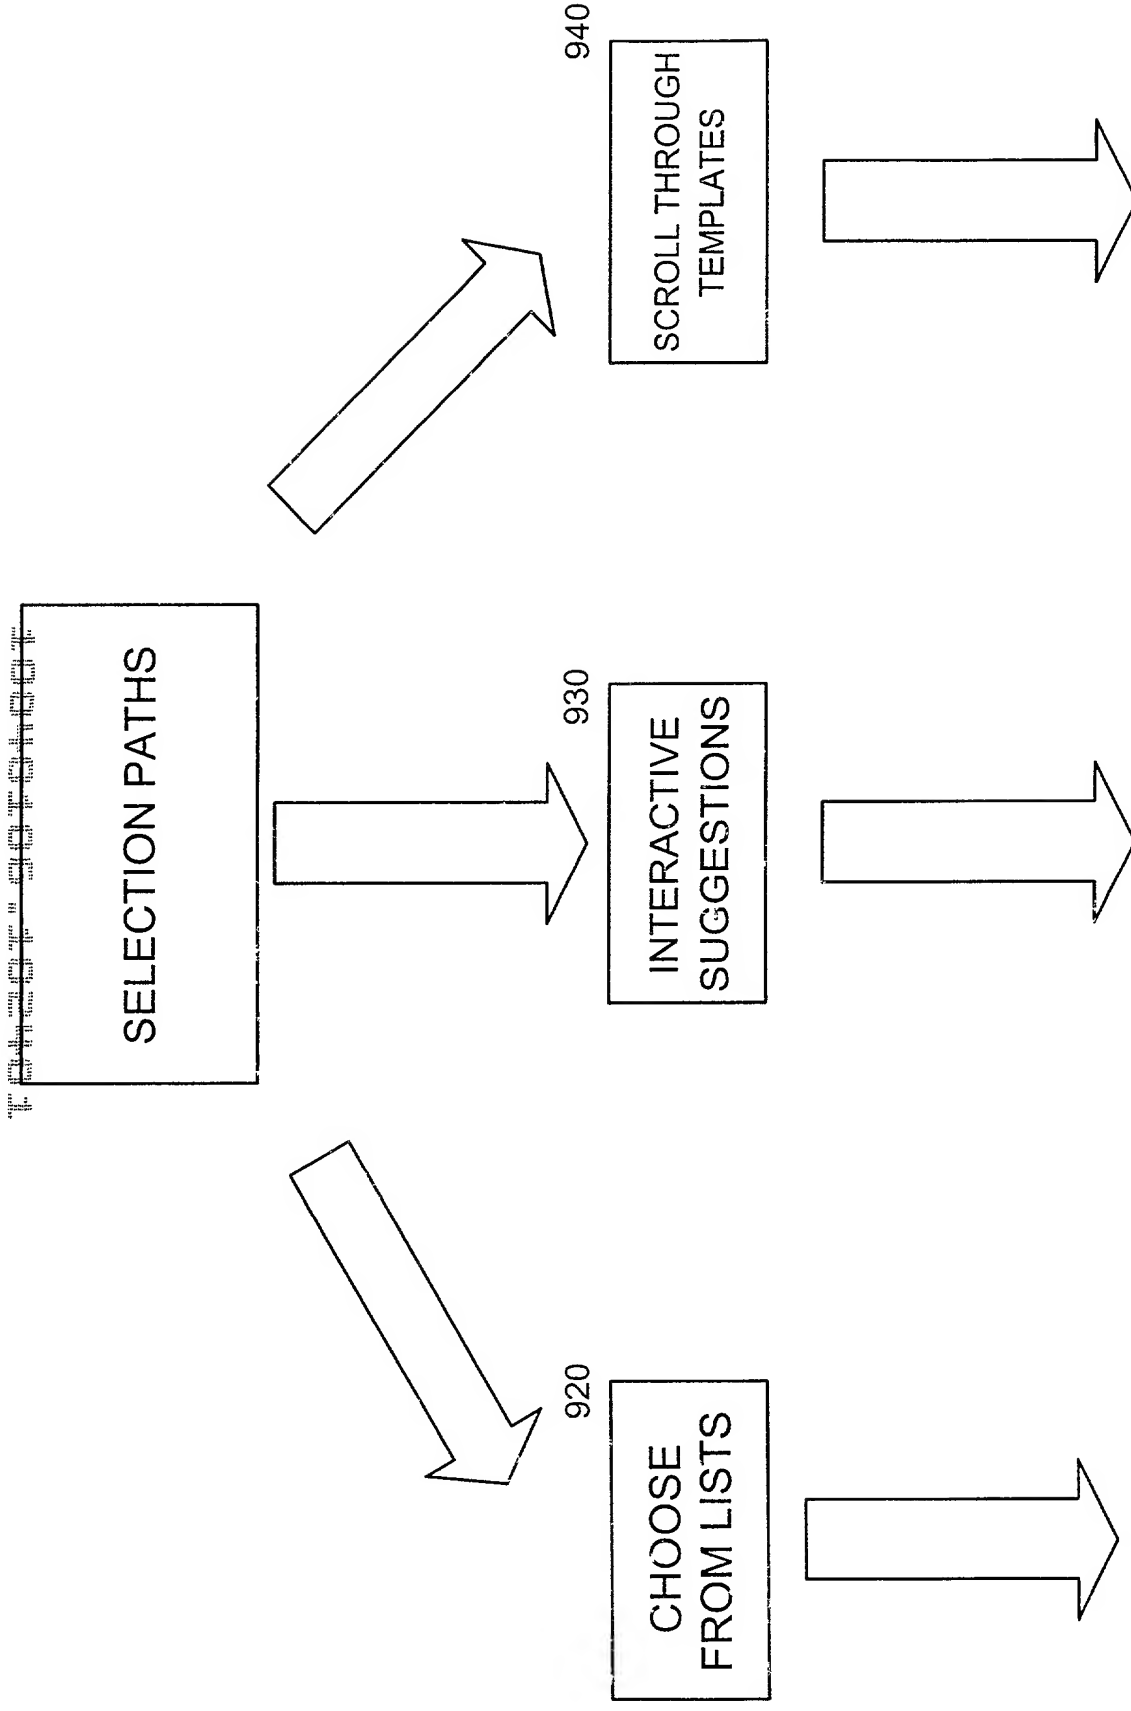 SELECTION PATHS
920
CHOOSE
FROM LISTS
930
INTERACTIVE
SUGGESTIONS
940
SCROLL THROUGH
TEMPLATES